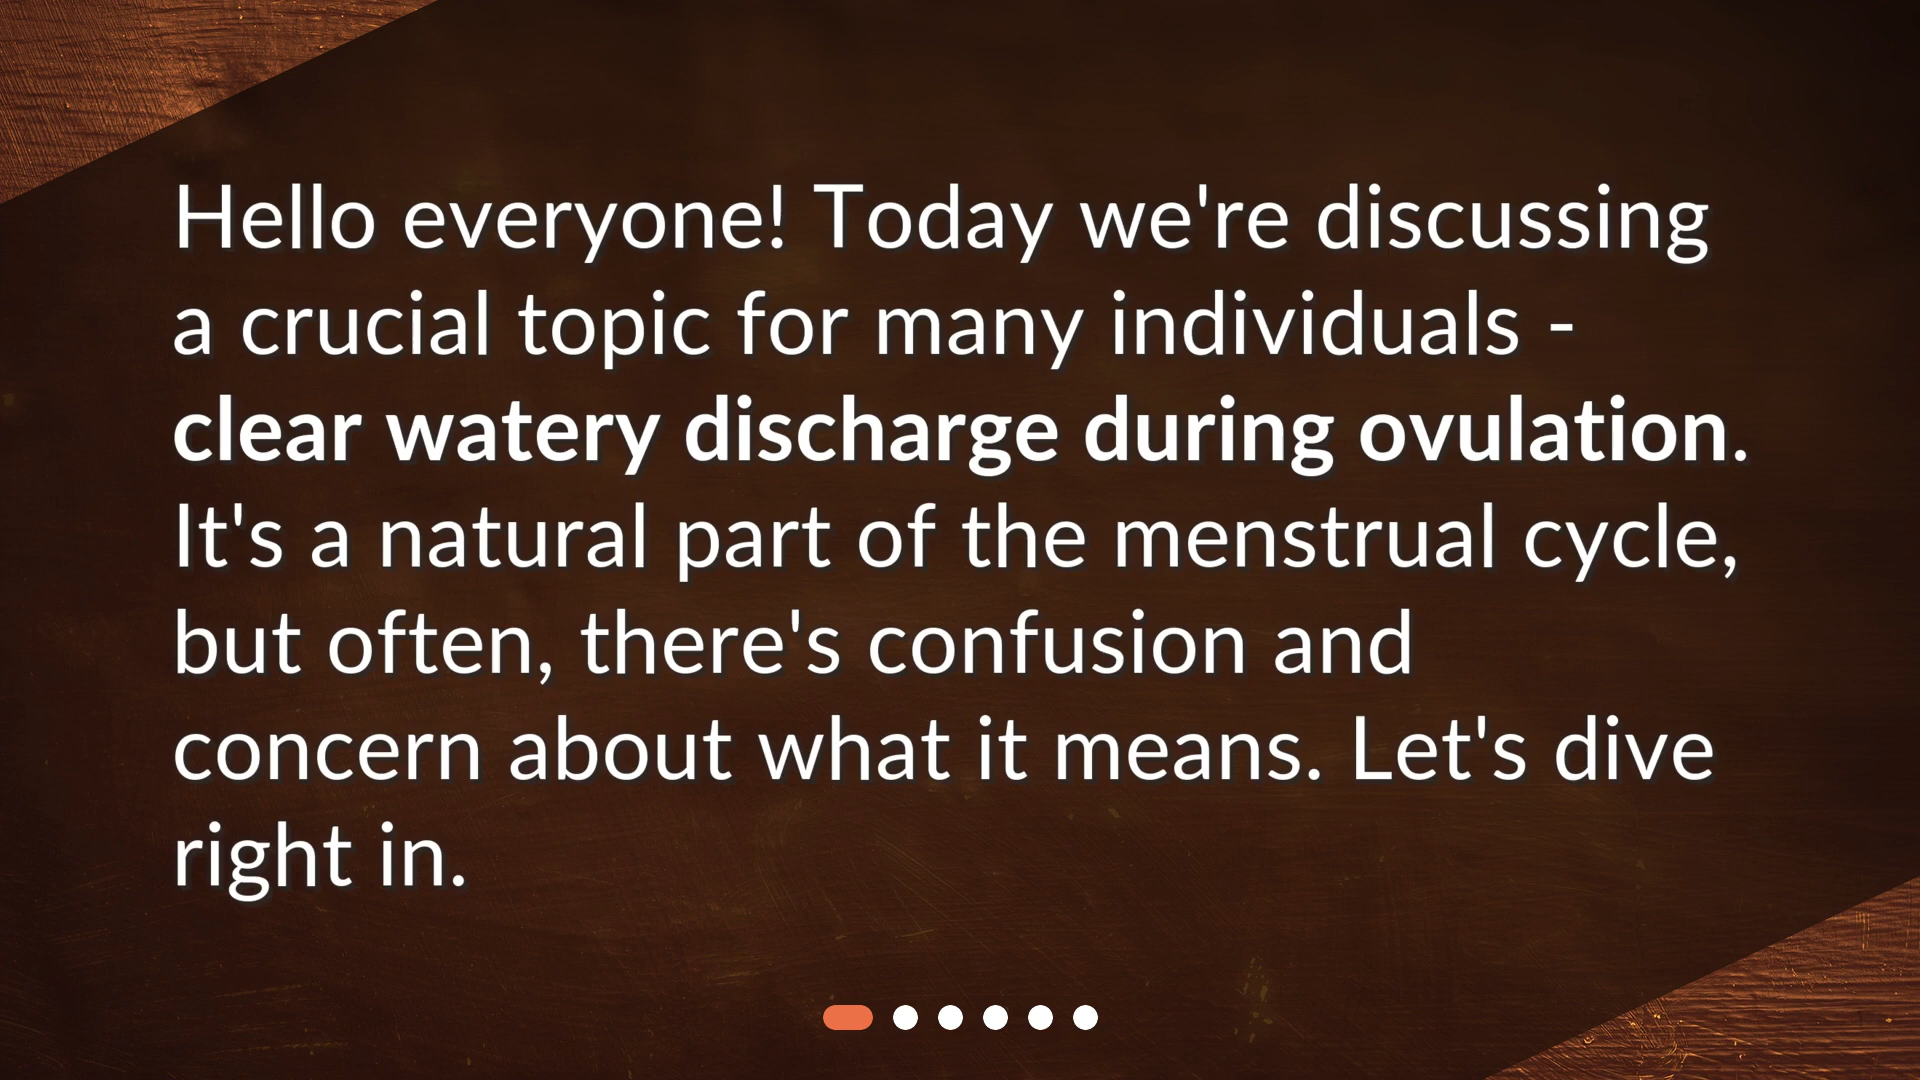 Hello everyone! Today we're discussing
a crucial topic for many individuals -
clear watery discharge during ovulation.
It's a natural part of the menstrual cycle,
but often, there's confusion and
concern about what it means. Let's dive
right in.